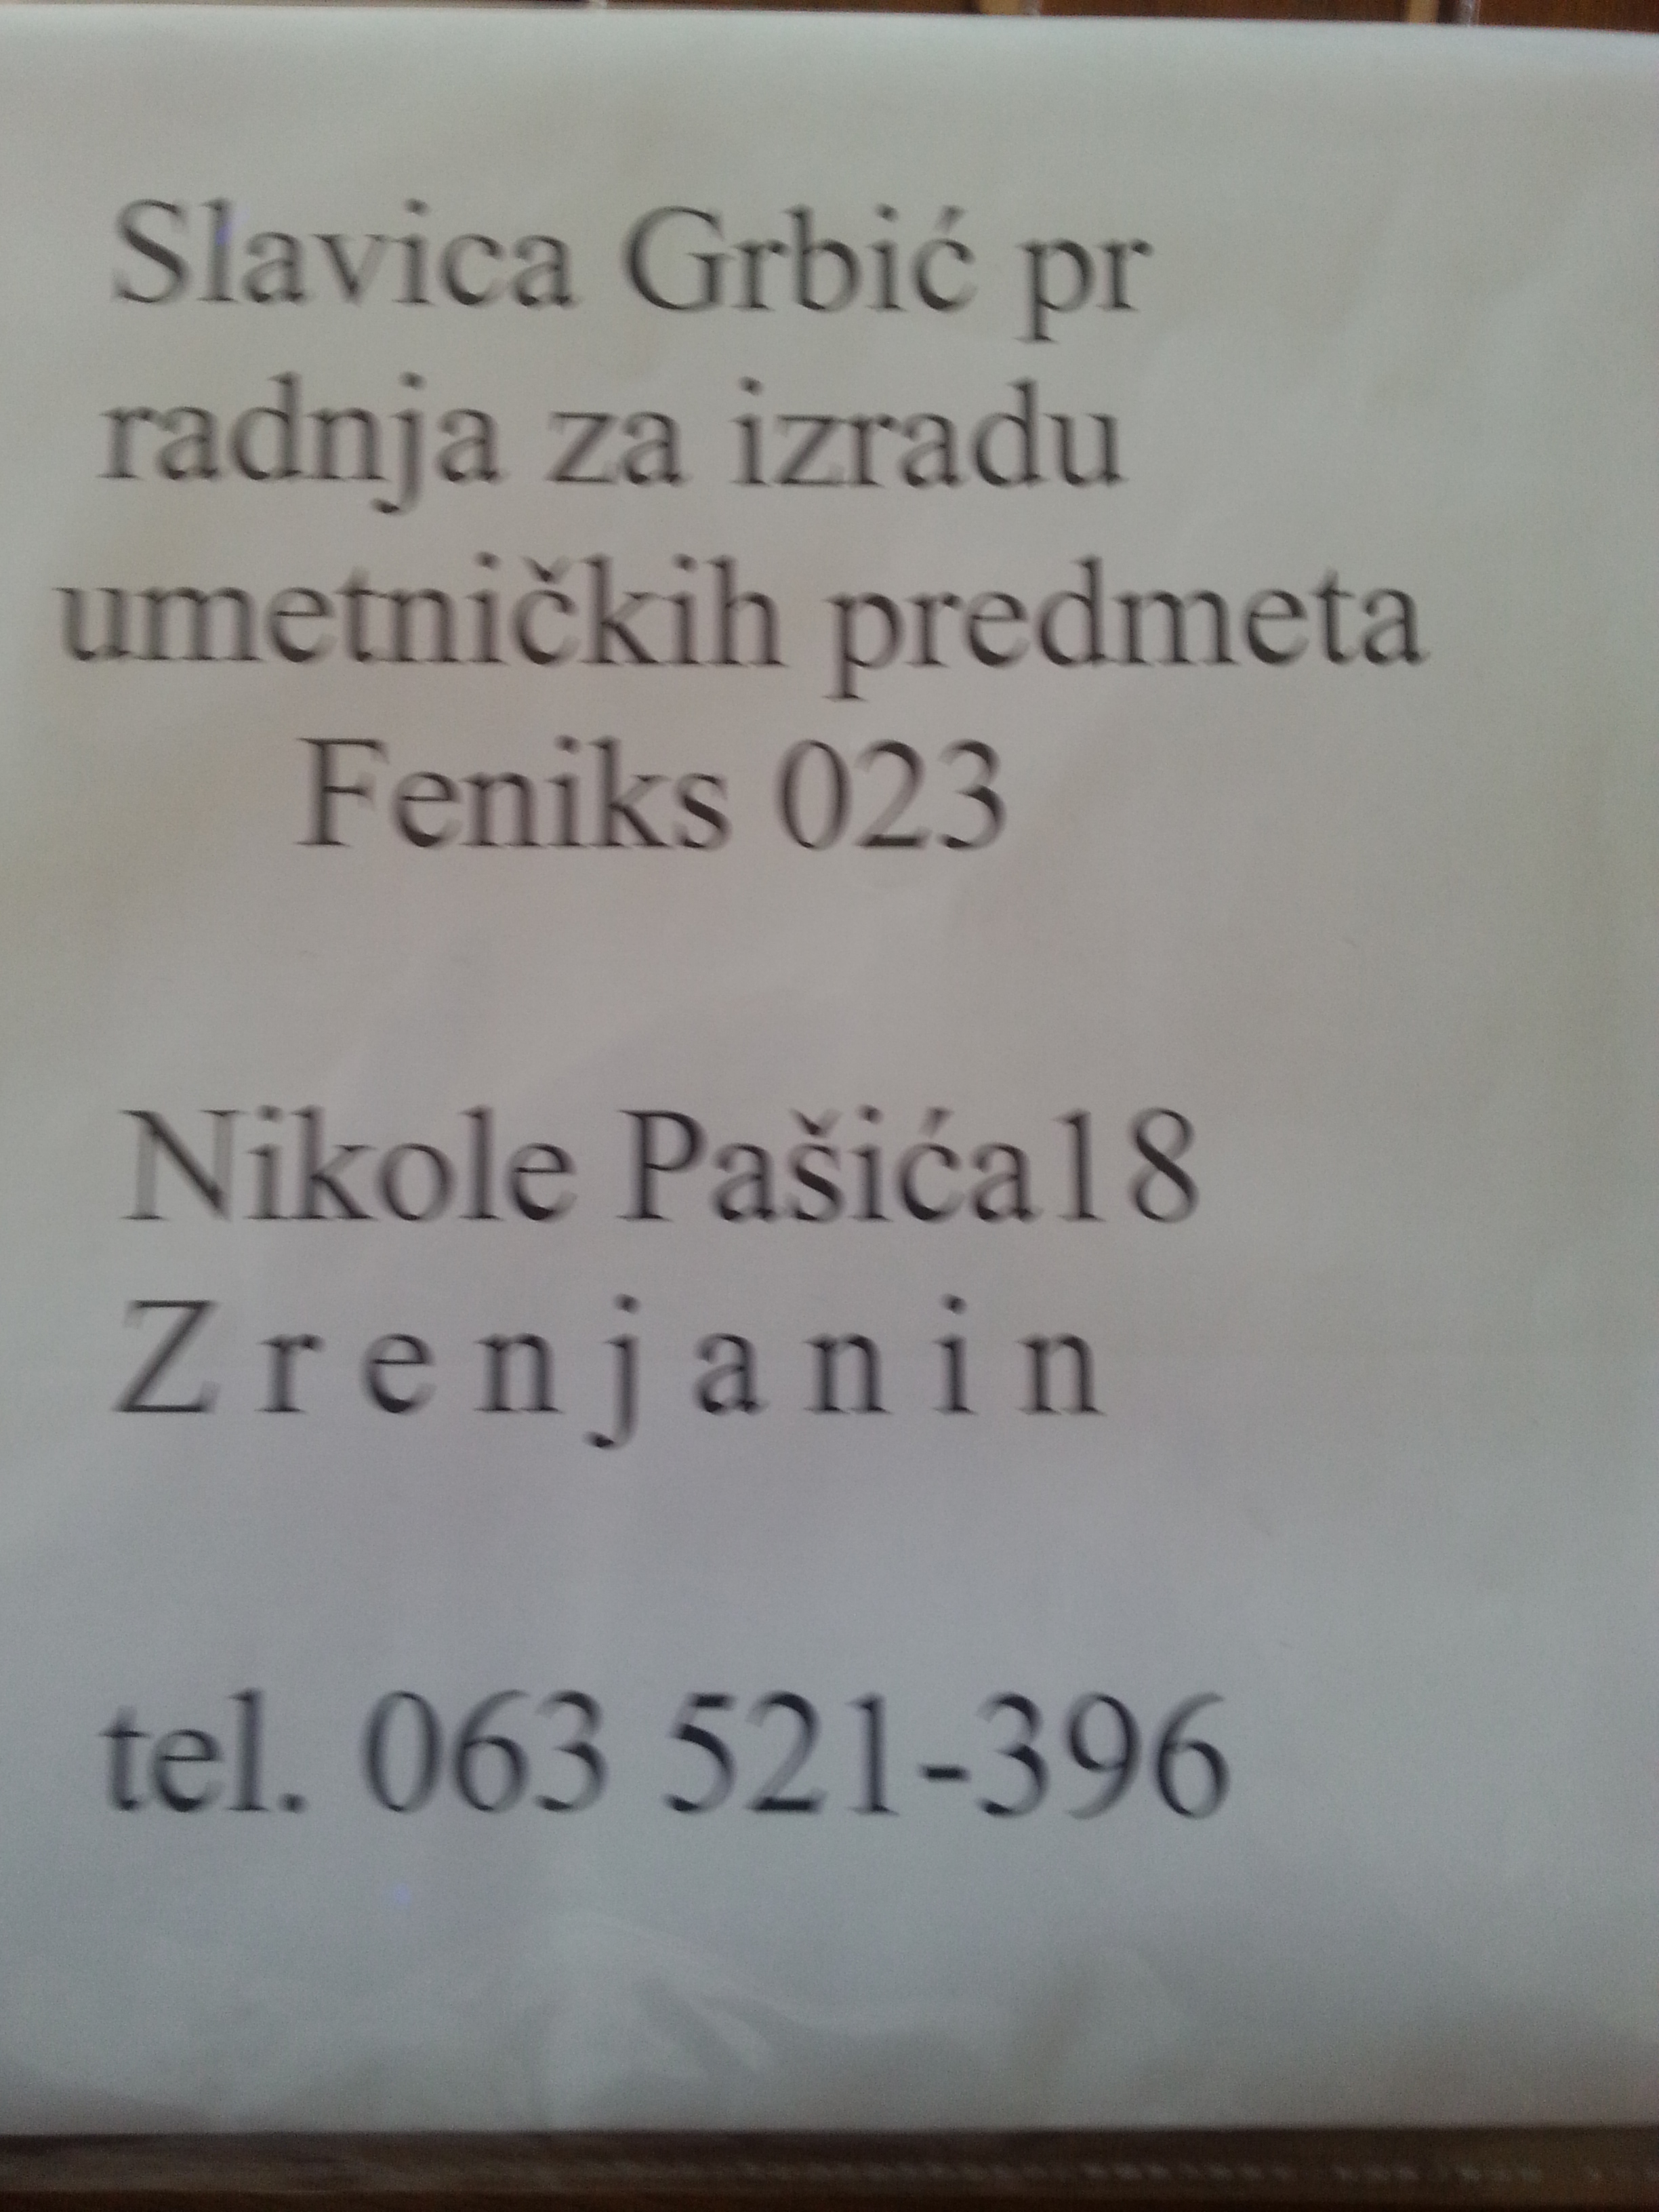 Slavica Grbić pr
radnja za izradu
umetničkih predmeta
Feniks 023
Nikole Pašića18
Z r e n j a n i n
tel. 063 521-396